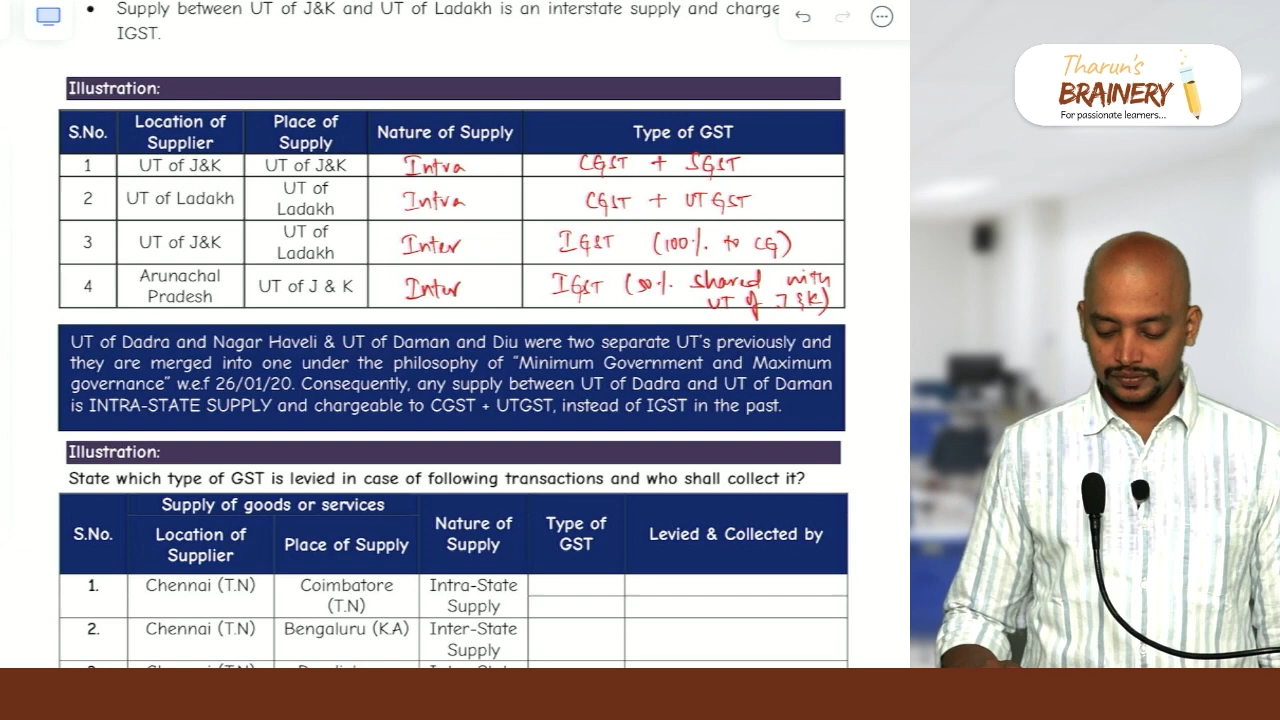 • Supply between UT of J&K and UT of Ladakh is an interstate supply and charge
IGST.
Tharun's
BRAINERY
For passionate learners...
Illustration:
S.No. Location of Supplier Place of Supply Nature of Supply Type of GST
1 UT of J&K UT of J&K Intra CGST + SGST
2 UT of Ladakh UT of Ladakh Intra CGST + UTGST
3 UT of J&K UT of Ladakh Inter IGST (100% to CG)
4 Arunachal Pradesh UT of J & K Inter IGST (50% shared with UT of J&K)
UT of Dadra and Nagar Haveli & UT of Daman and Diu were two separate UT's previously and
they are merged into one under the philosophy of "Minimum Government and Maximum
governance" w.e.f 26/01/20. Consequently, any supply between UT of Dadra and UT of Daman
is INTRA-STATE SUPPLY and chargeable to CGST + UTGST, instead of IGST in the past.
Illustration:
State which type of GST is levied in case of following transactions and who shall collect it?
S.No. Supply of goods or services Nature of Supply Type of GST Levied & Collected by
Location of Supplier Place of Supply
1. Chennai (T.N) Coimbatore (T.N) Intra-State Supply
2. Chennai (T.N) Bengaluru (K.A) Inter-State Supply